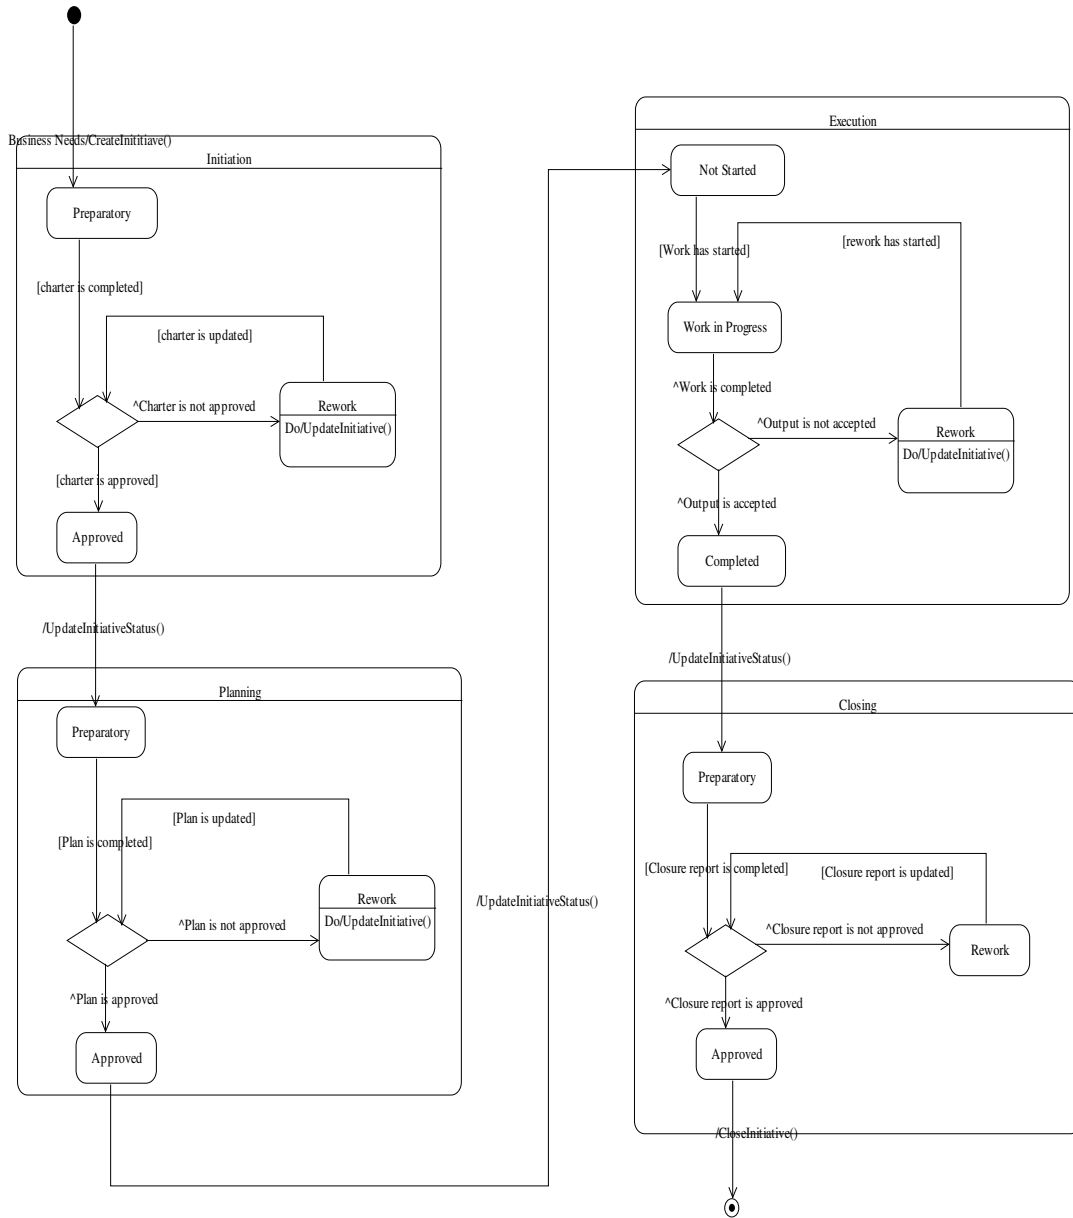 Business Needs/CreateInititiave()
Initiation
Preparatory
[charter is completed]
[charter is updated]
^Charter is not approved
Rework
Do/UpdateInitiative()
[charter is approved]
Approved
/UpdateInitiativeStatus()
Planning
Preparatory
[Plan is updated]
[Plan is completed]
Rework
Do/UpdateInitiative()
^Plan is not approved
^Plan is approved
Approved
/UpdateInitiativeStatus()
Execution
Not Started
[Work has started]
[rework has started]
Work in Progress
^Work is completed
^Output is not accepted
Rework
Do/UpdateInitiative()
^Output is accepted
Completed
/UpdateInitiativeStatus()
Closing
Preparatory
[Closure report is completed]
[Closure report is updated]
^Closure report is not approved
Rework
^Closure report is approved
Approved
/CloseInitiative()